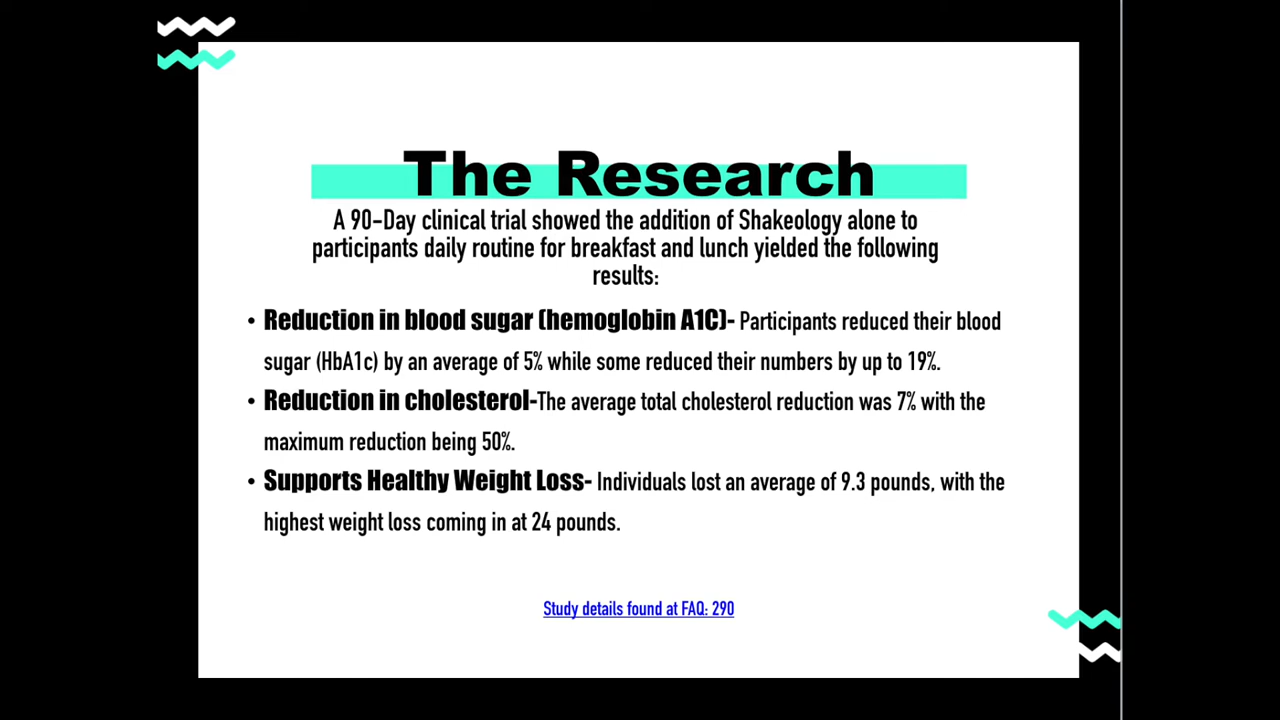 The Research
A 90-Day clinical trial showed the addition of Shakeology alone to
participants daily routine for breakfast and lunch yielded the following
results:
• Reduction in blood sugar (hemoglobin A1C)- Participants reduced their blood
sugar (HbA1c) by an average of 5% while some reduced their numbers by up to 19%.
• Reduction in cholesterol-The average total cholesterol reduction was 7% with the
maximum reduction being 50%.
• Supports Healthy Weight Loss- Individuals lost an average of 9.3 pounds, with the
highest weight loss coming in at 24 pounds.
Study details found at FAQ: 290